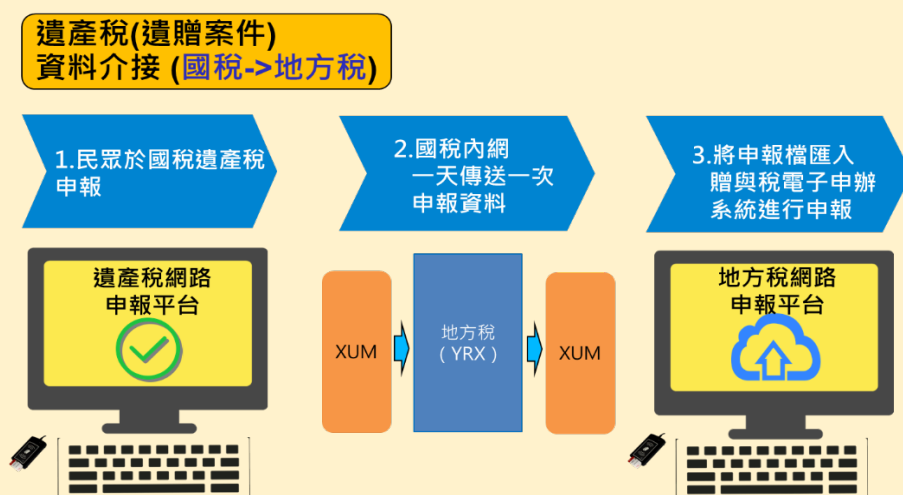 遺產稅(遺贈案件)
資料介接 (國稅->地方稅)
1.民眾於國稅遺產稅
申報
2.國稅內網
一天傳送一次
申報資料
3.將申報檔匯入
贈與稅電子申辦
系統進行申報
遺產稅網路
申報平台
XUM
地方稅
（YRX）
XUM
地方稅網路
申報平台